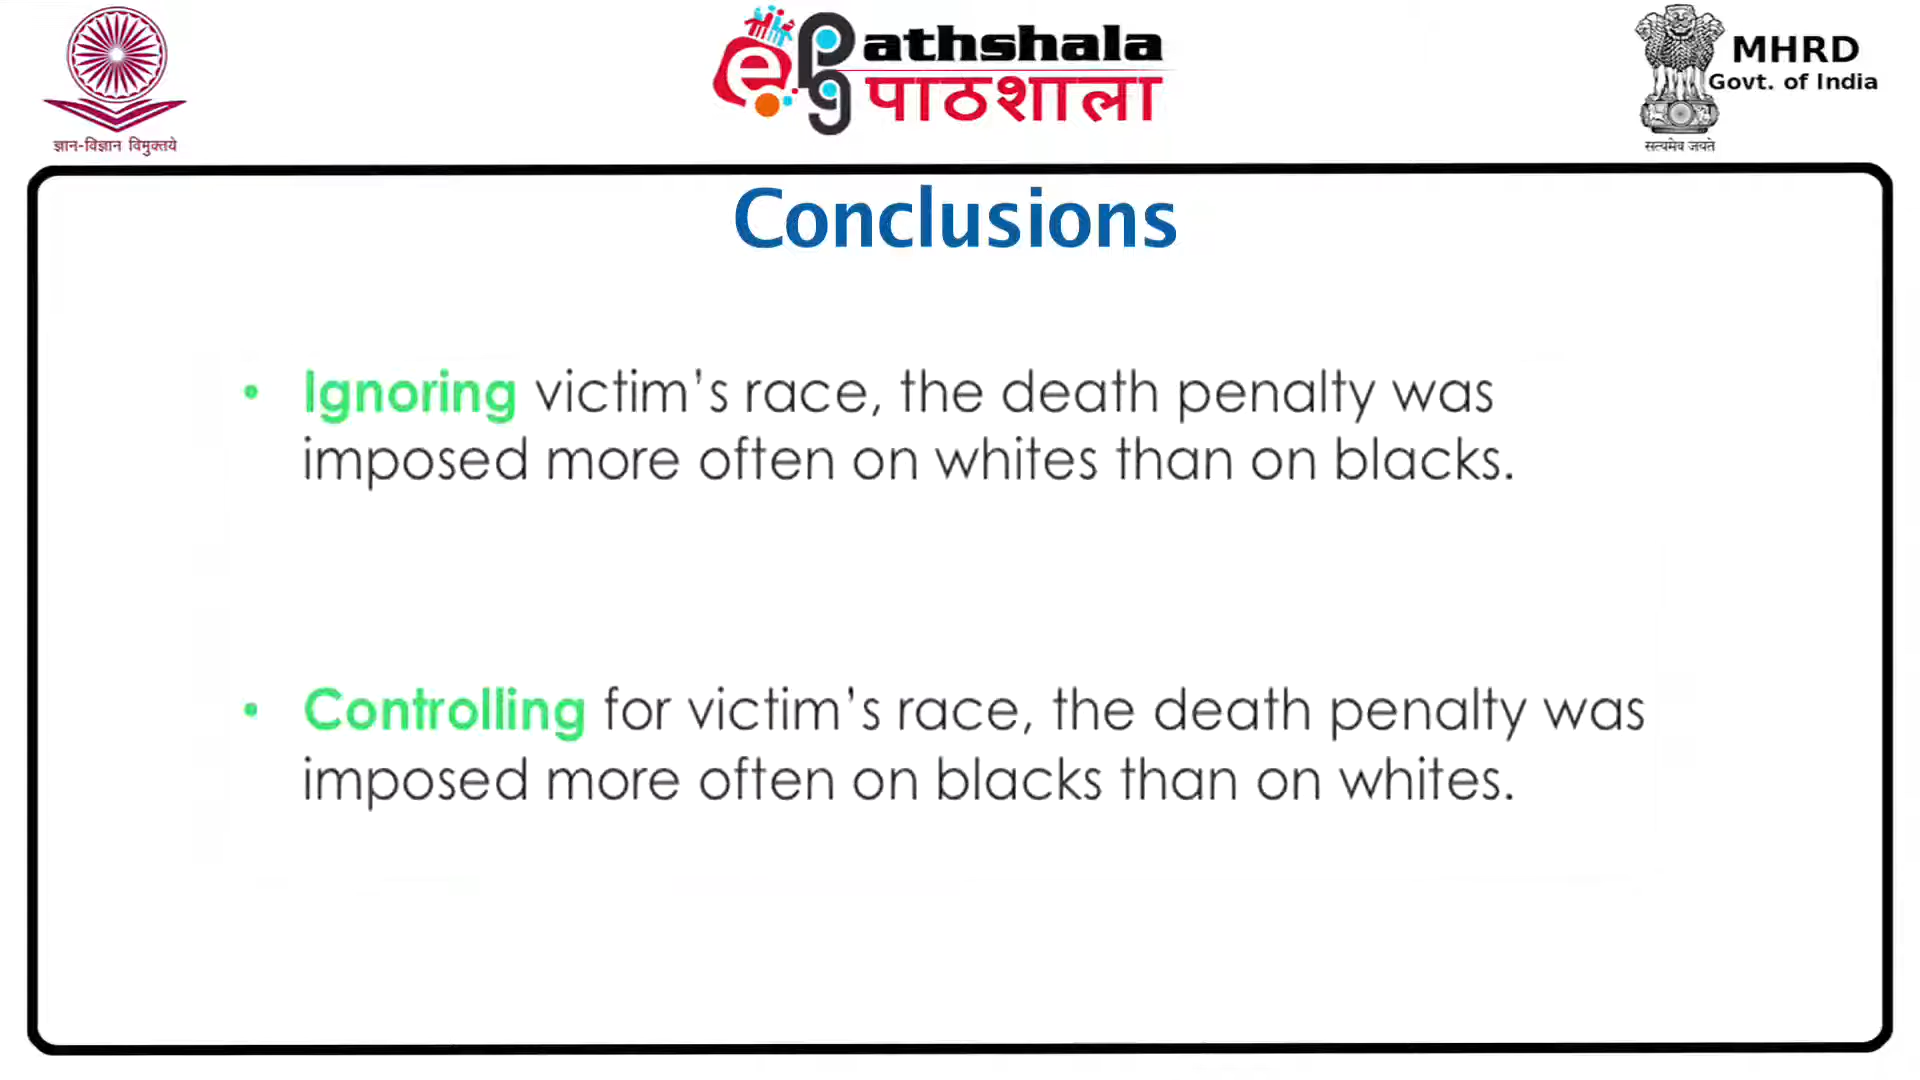 ज्ञान-विज्ञान विमुक्तये
ePG athshala
पाठशाला
MHRD
Govt. of India
सत्यमेव जयते
Conclusions
• Ignoring victim's race, the death penalty was
imposed more often on whites than on blacks.
• Controlling for victim's race, the death penalty was
imposed more often on blacks than on whites.